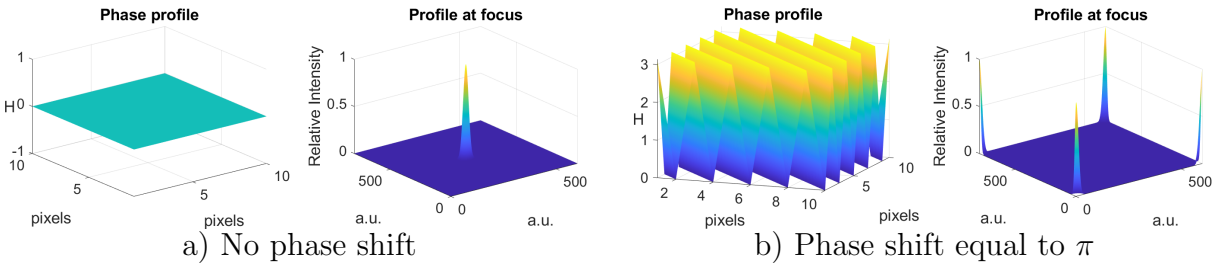 Phase profile
1
H 0
-1
10
5
pixels
5
10
pixels
Profile at focus
Relative Intensity
1
0.5
0
500
0
a.u.
0
500
a.u.
a) No phase shift
Phase profile
3
2
H
1
0
2
4
6
8
10
pixels
5
10
pixels
Profile at focus
Relative Intensity
1
0.5
0
500
0
a.u.
0
500
a.u.
b) Phase shift equal to π